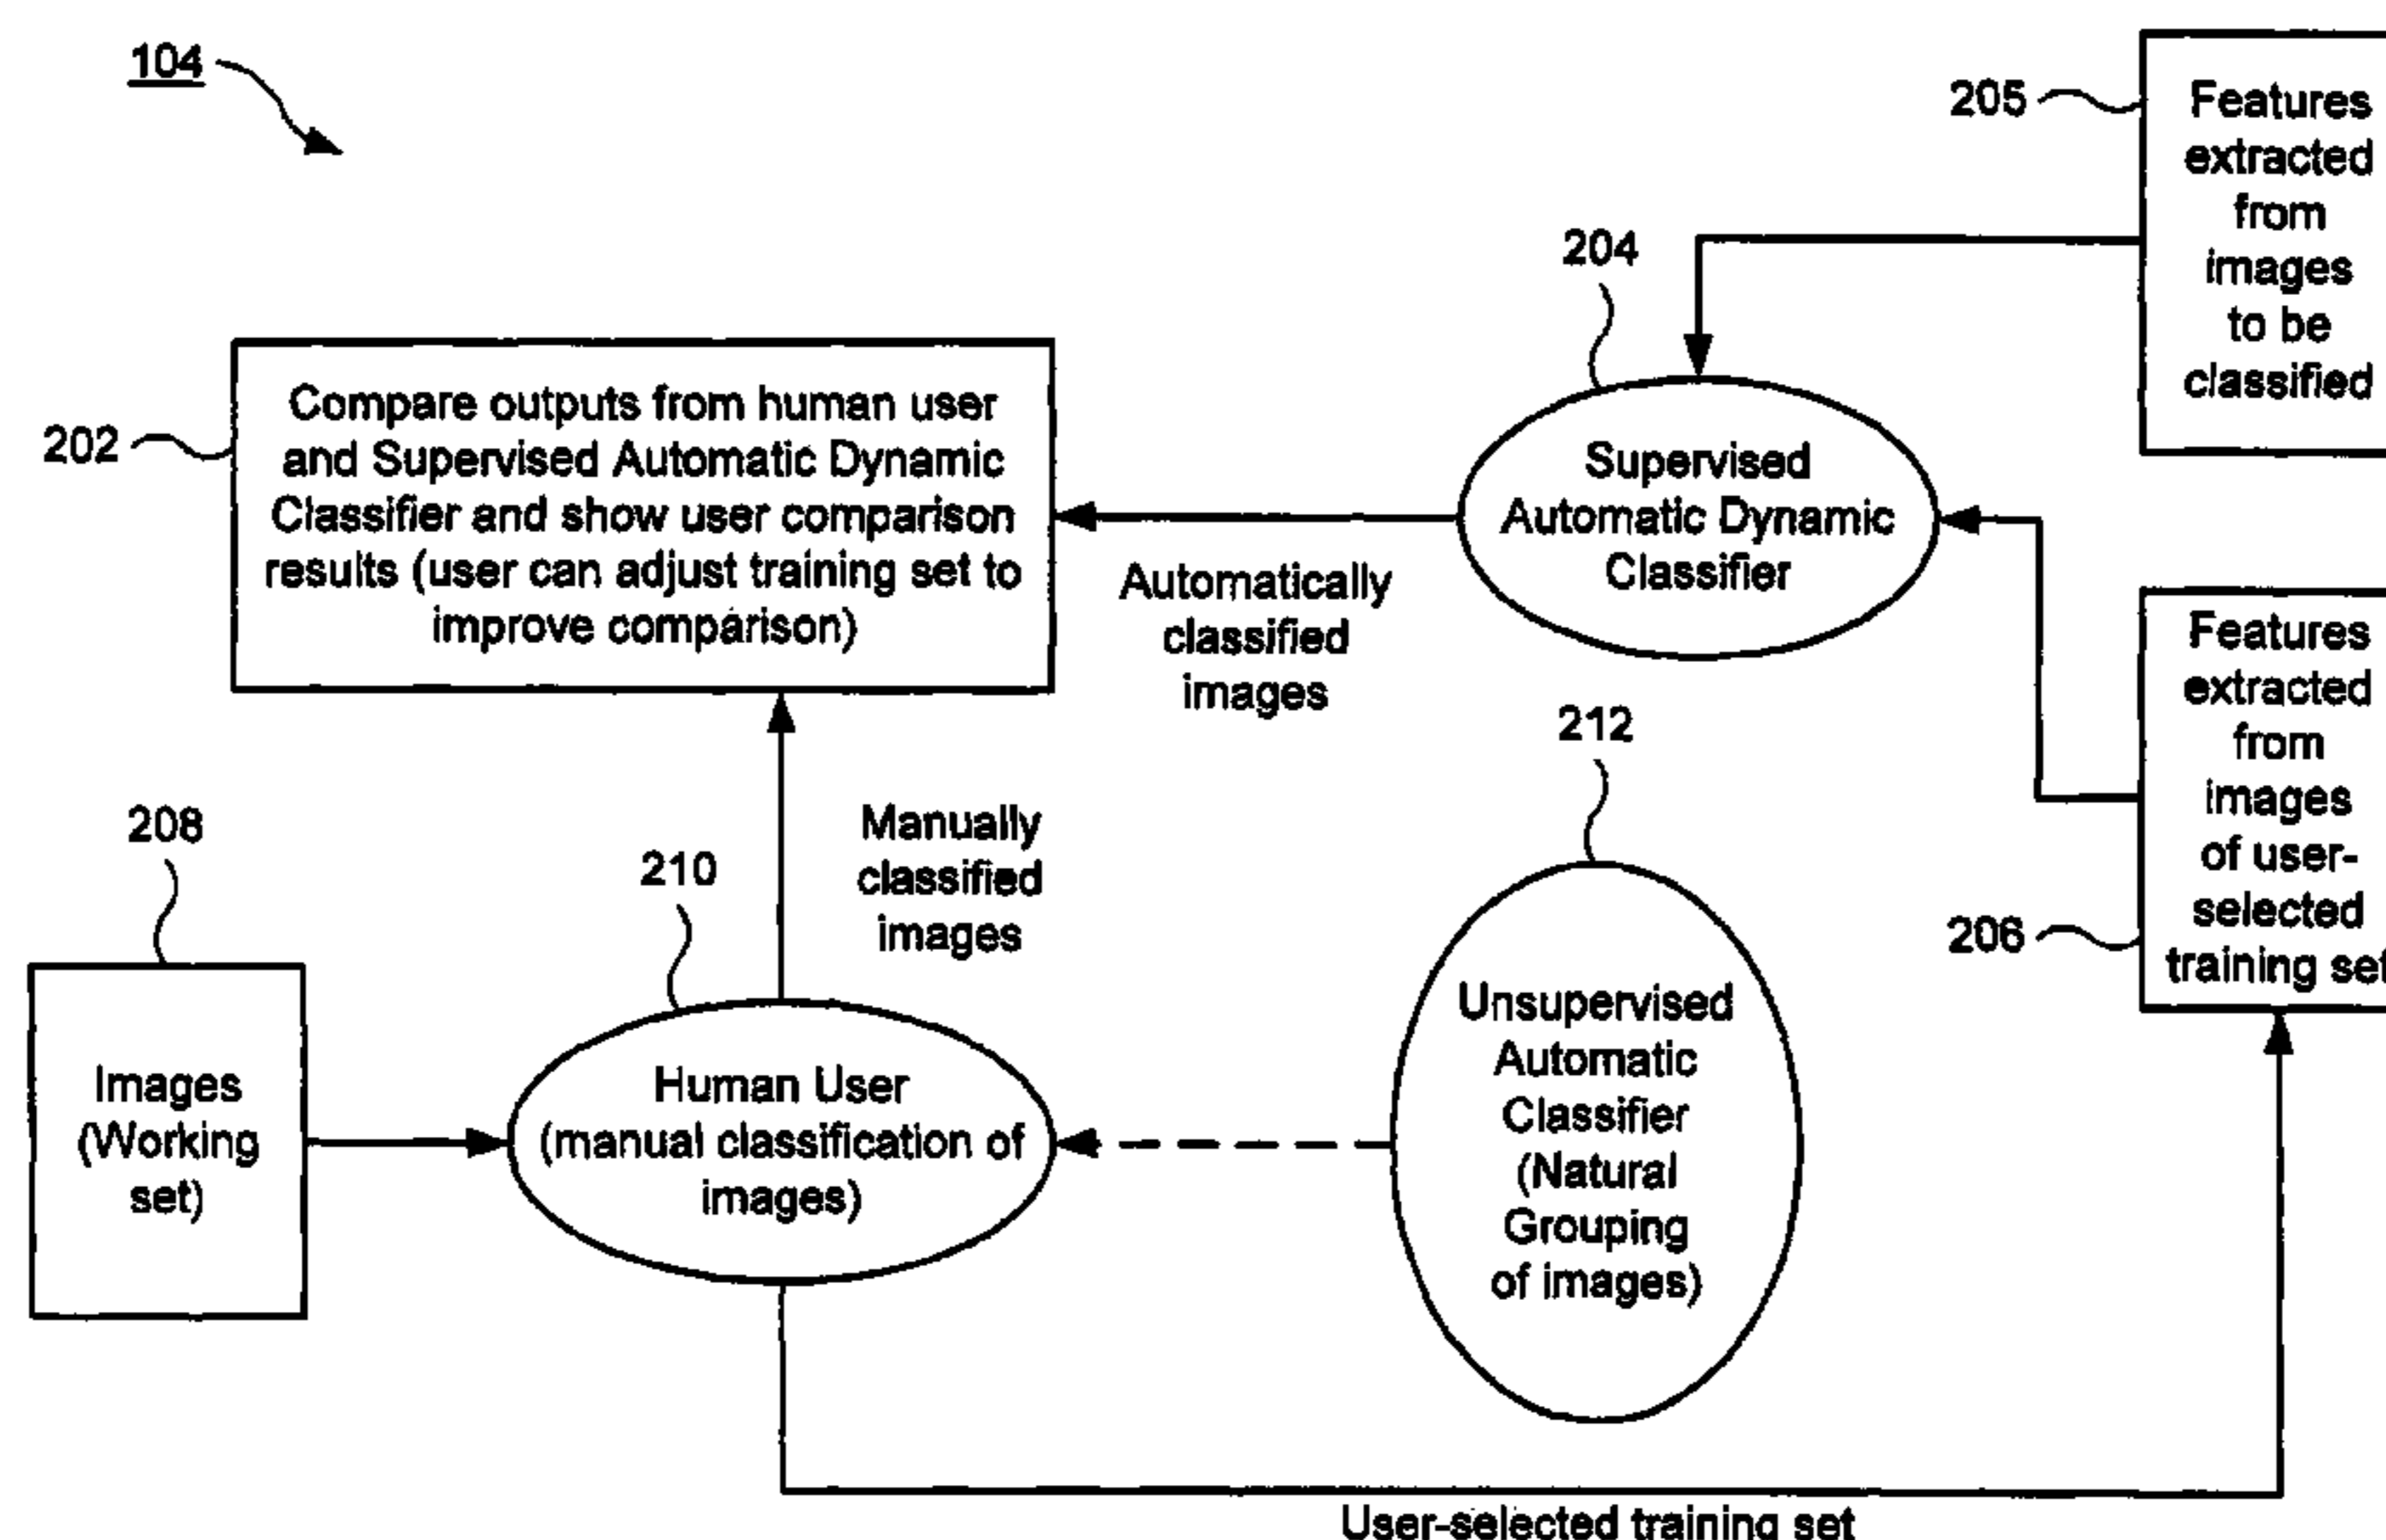 104
205
Features
extracted
from
images
to be
classified
204
202
Compare outputs from human user
and Supervised Automatic Dynamic
Classifier and show user comparison
results (user can adjust training set to
improve comparison)
Supervised
Automatic Dynamic
Classifier
Automatically
classified
images
206
Features
extracted
from
images
of user-
selected
training set
212
208
210
Manually
classified
images
Images
(Working
set)
Human User
(manual classification of
images)
Unsupervised
Automatic
Classifier
(Natural
Grouping
of images)
User-selected training set